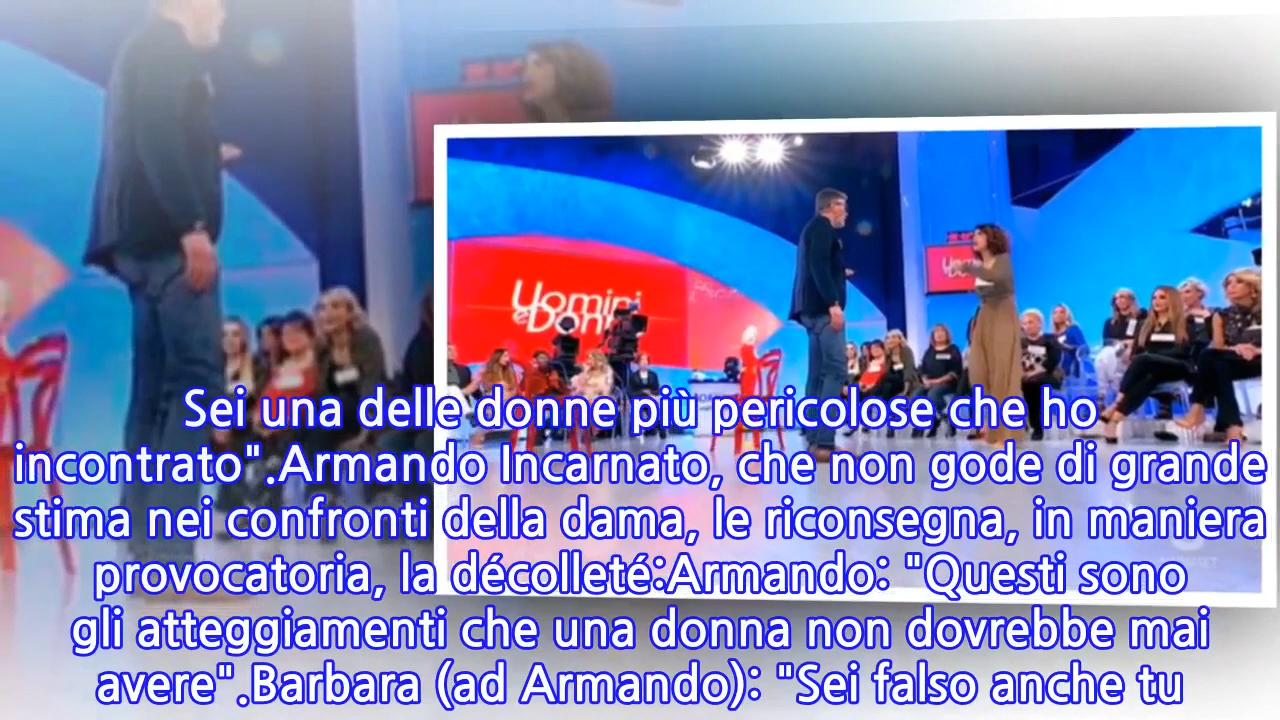 Uomini
e Donne
Sei una delle donne più pericolose che ho
incontrato".Armando Incarnato, che non gode di grande
stima nei confronti della dama, le riconsegna, in maniera
provocatoria, la décolleté:Armando: "Questi sono
gli atteggiamenti che una donna non dovrebbe mai
avere".Barbara (ad Armando): "Sei falso anche tu